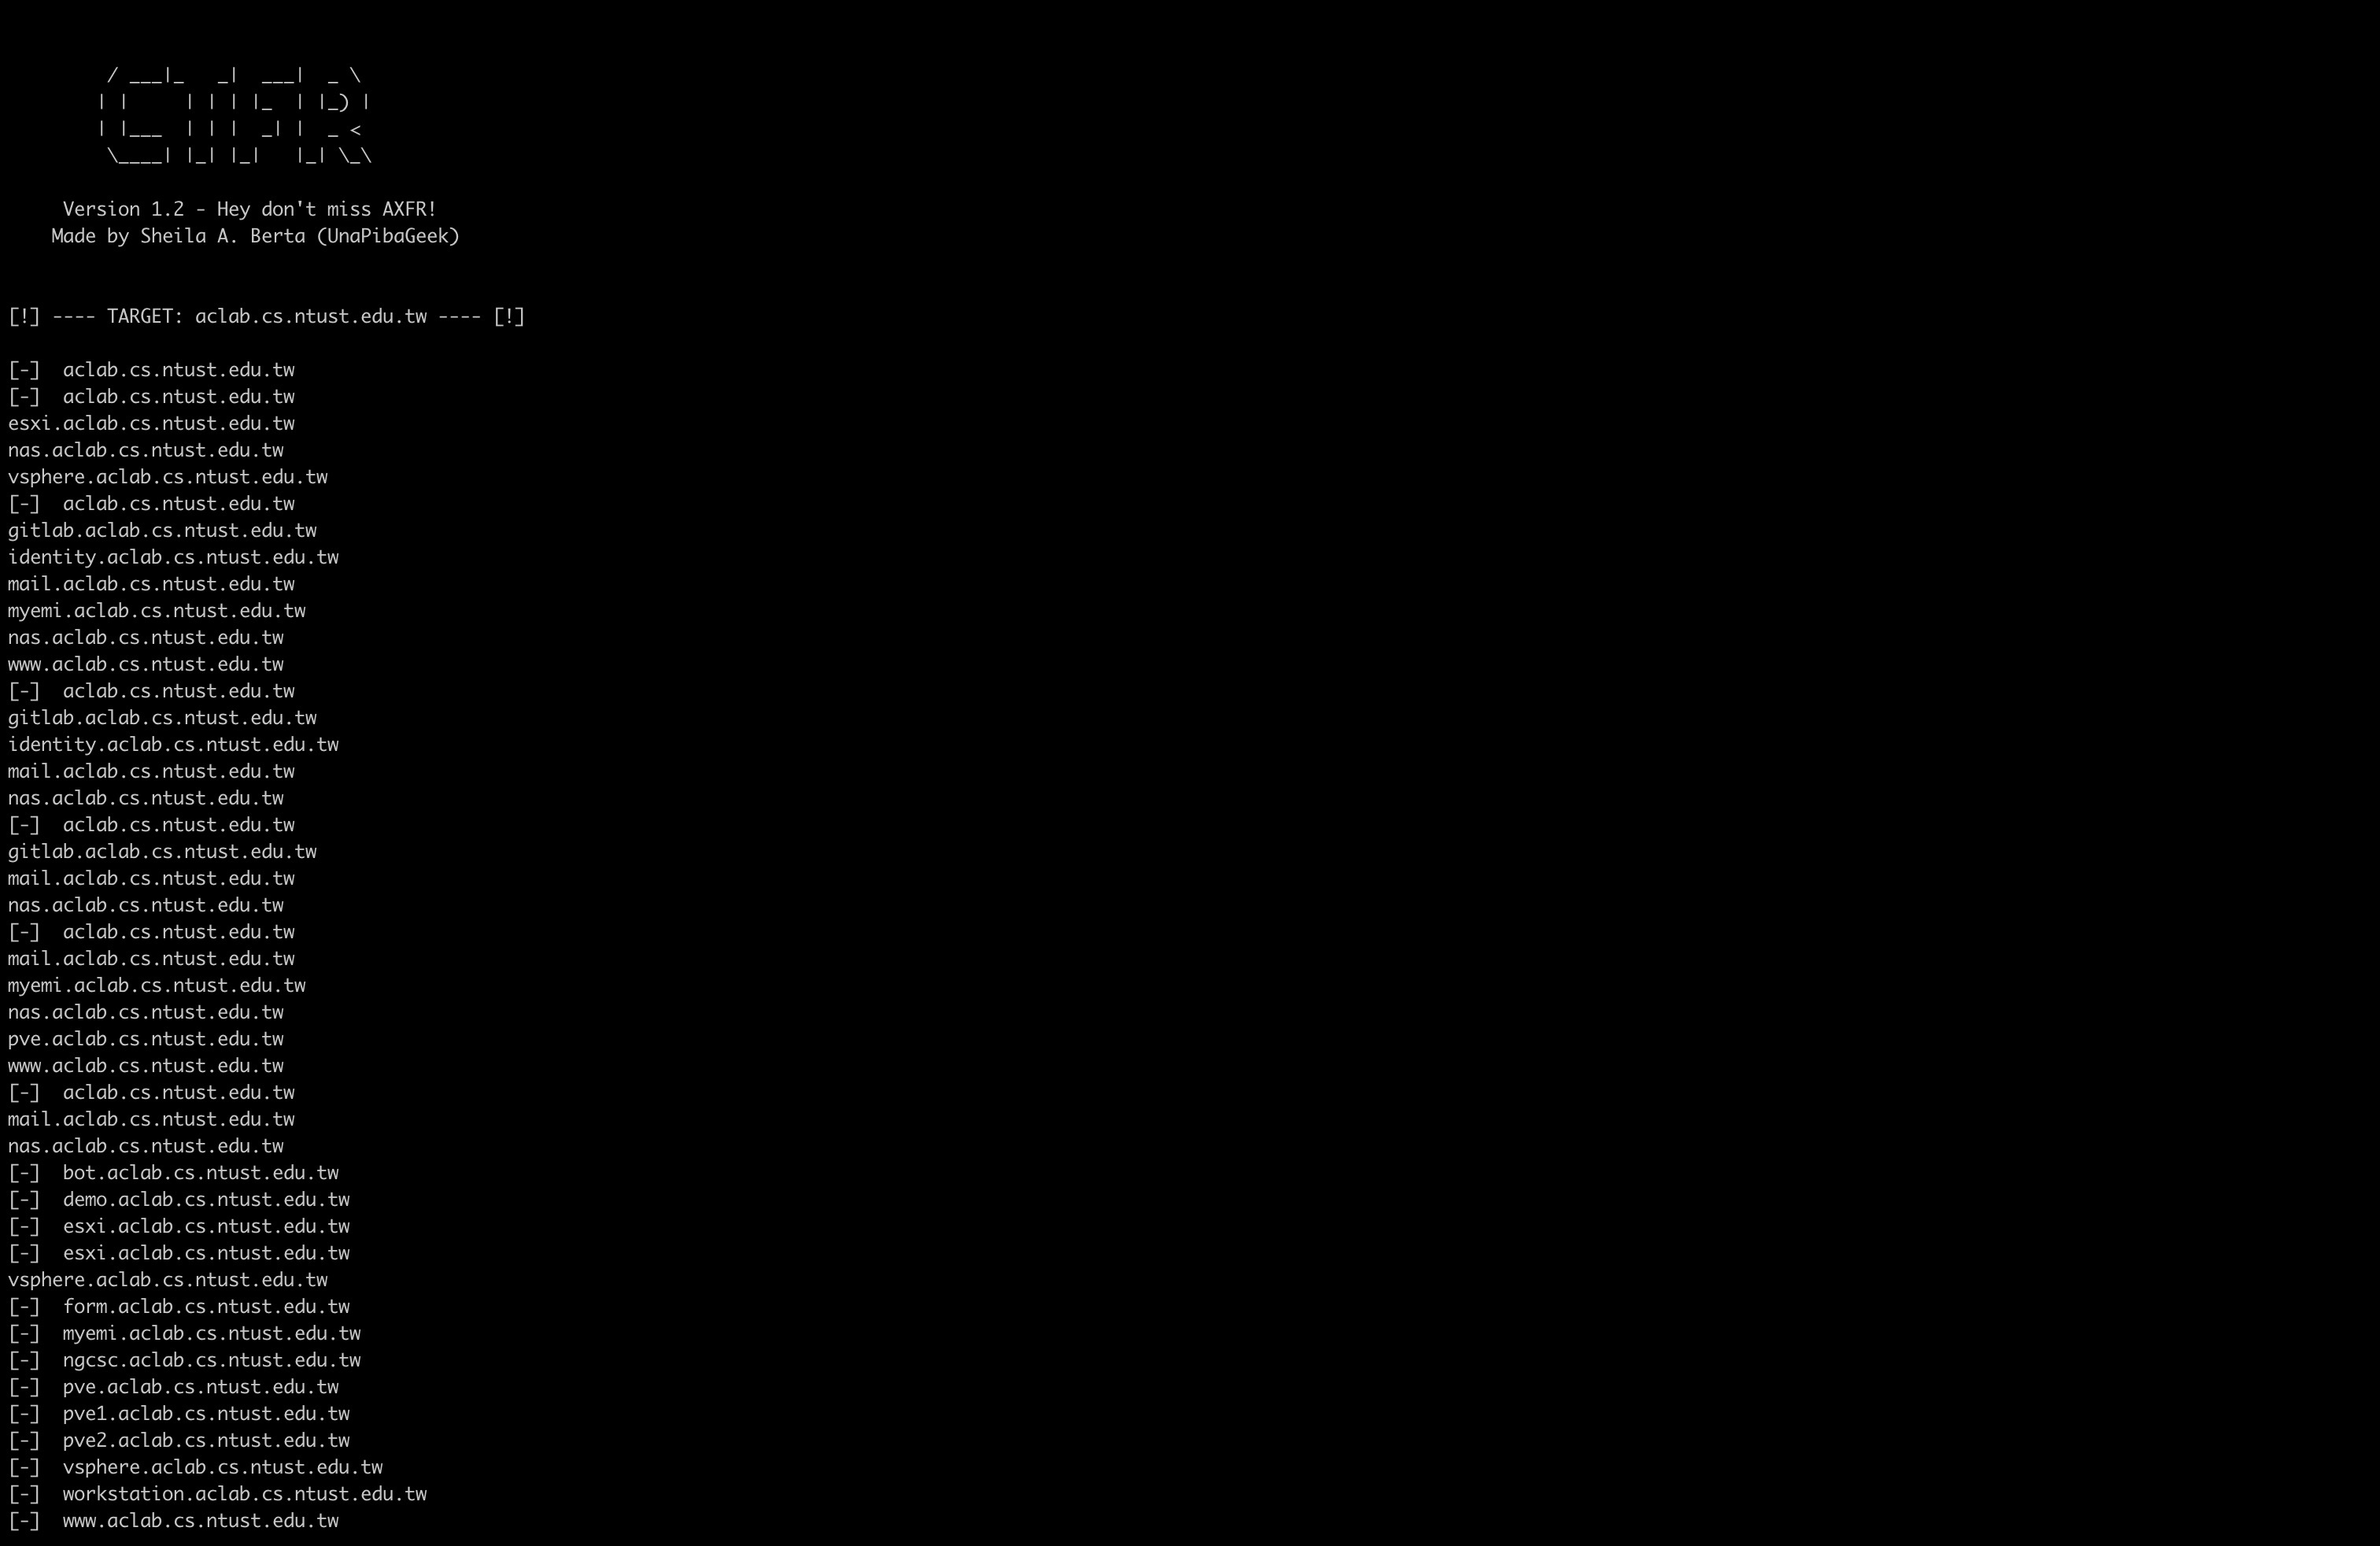 / ___|_   _|  ___|  _ \
| |     | | | |_  | |_) |
| |___  | | |  _| |  _ <
 \____| |_| |_|   |_| \_\
Version 1.2 - Hey don't miss AXFR!
Made by Sheila A. Berta (UnaPibaGeek)
[!] ---- TARGET: aclab.cs.ntust.edu.tw ---- [!]
[-]  aclab.cs.ntust.edu.tw
[-]  aclab.cs.ntust.edu.tw
esxi.aclab.cs.ntust.edu.tw
nas.aclab.cs.ntust.edu.tw
vsphere.aclab.cs.ntust.edu.tw
[-]  aclab.cs.ntust.edu.tw
gitlab.aclab.cs.ntust.edu.tw
identity.aclab.cs.ntust.edu.tw
mail.aclab.cs.ntust.edu.tw
myemi.aclab.cs.ntust.edu.tw
nas.aclab.cs.ntust.edu.tw
www.aclab.cs.ntust.edu.tw
[-]  aclab.cs.ntust.edu.tw
gitlab.aclab.cs.ntust.edu.tw
identity.aclab.cs.ntust.edu.tw
mail.aclab.cs.ntust.edu.tw
nas.aclab.cs.ntust.edu.tw
[-]  aclab.cs.ntust.edu.tw
gitlab.aclab.cs.ntust.edu.tw
mail.aclab.cs.ntust.edu.tw
nas.aclab.cs.ntust.edu.tw
[-]  aclab.cs.ntust.edu.tw
mail.aclab.cs.ntust.edu.tw
myemi.aclab.cs.ntust.edu.tw
nas.aclab.cs.ntust.edu.tw
pve.aclab.cs.ntust.edu.tw
www.aclab.cs.ntust.edu.tw
[-]  aclab.cs.ntust.edu.tw
mail.aclab.cs.ntust.edu.tw
nas.aclab.cs.ntust.edu.tw
[-]  bot.aclab.cs.ntust.edu.tw
[-]  demo.aclab.cs.ntust.edu.tw
[-]  esxi.aclab.cs.ntust.edu.tw
[-]  esxi.aclab.cs.ntust.edu.tw
vsphere.aclab.cs.ntust.edu.tw
[-]  form.aclab.cs.ntust.edu.tw
[-]  myemi.aclab.cs.ntust.edu.tw
[-]  ngcsc.aclab.cs.ntust.edu.tw
[-]  pve.aclab.cs.ntust.edu.tw
[-]  pve1.aclab.cs.ntust.edu.tw
[-]  pve2.aclab.cs.ntust.edu.tw
[-]  vsphere.aclab.cs.ntust.edu.tw
[-]  workstation.aclab.cs.ntust.edu.tw
[-]  www.aclab.cs.ntust.edu.tw